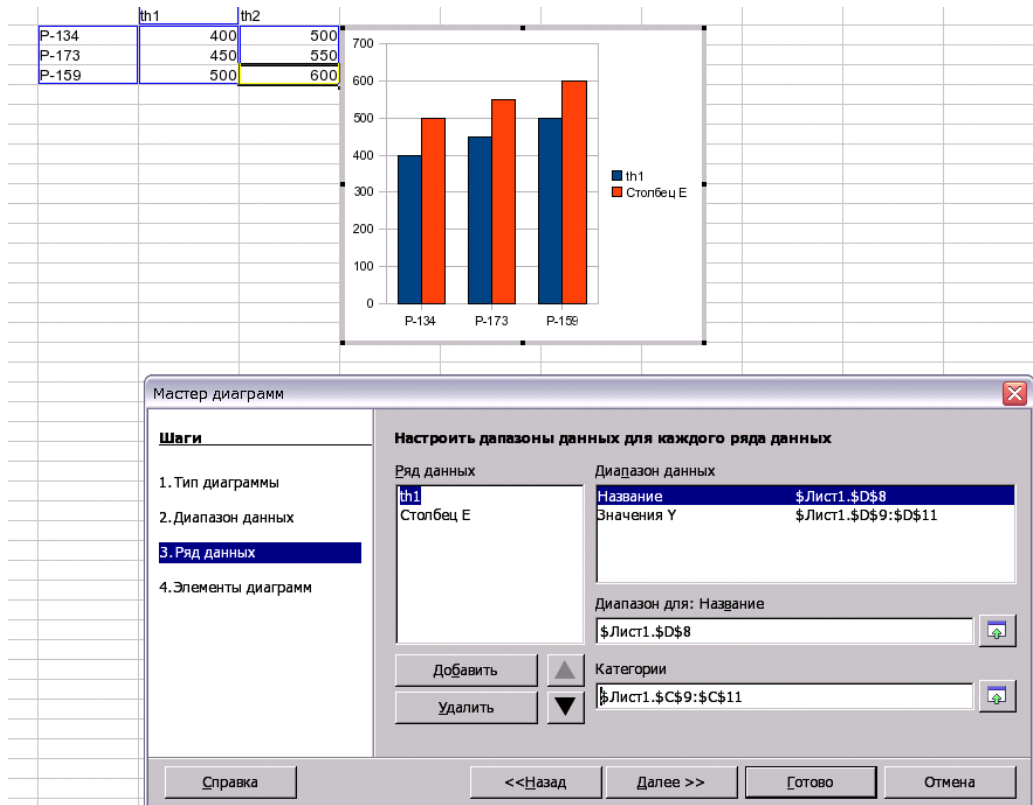 th1 th2
P-134 400 500
P-173 450 550
P-159 500 600
700
600
500
400
300
200
100
0
P-134 P-173 P-159
th1
Столбец E
Мастер диаграмм
Шаги
1.Тип диаграммы
2.Диапазон данных
3.Ряд данных
4.Элементы диаграмм
Настроить дапазоны данных для каждого ряда данных
Ряд данных
th1
Столбец E
Диапазон данных
Название $Лист1.$D$8
Значения Y $Лист1.$D$9:$D$11
Диапазон для: Название
$Лист1.$D$8
Категории
$Лист1.$C$9:$C$11
Добавить
Удалить
Справка <<Назад Далее >> Готово Отмена